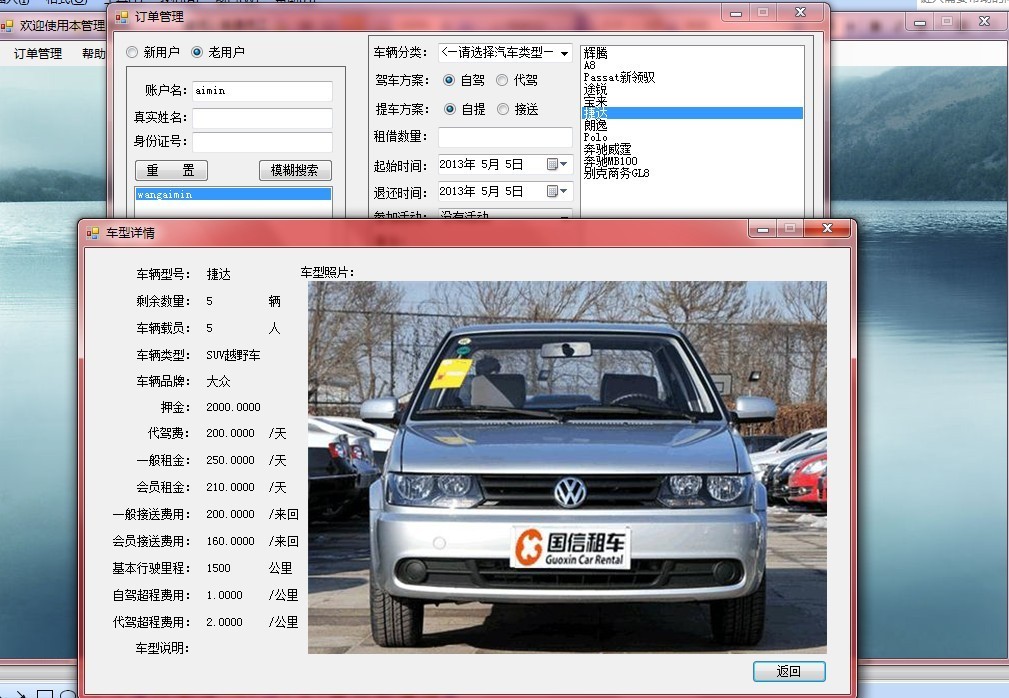 订单管理
欢迎使用本管理
订单管理 帮助
新用户 老用户
账户名: aimin
真实姓名:
身份证号:
重 置 模糊搜索
wangaimin
车辆分类: <--请选择汽车类型--
驾车方案: 自驾 代驾
提车方案: 自提 接送
租借数量:
起始时间: 2013年 5月 5日
退还时间: 2013年 5月 5日
参加活动: 没有活动
辉腾
A8
Passat新领驭
途锐
宝来
捷达
朗逸
Polo
奔驰威霆
奔驰MB100
别克商务GL8
车型详情
车辆型号: 捷达
剩余数量: 5 辆
车辆载员: 5 人
车辆类型: SUV越野车
车辆品牌: 大众
押金: 2000.0000
代驾费: 200.0000 /天
一般租金: 250.0000 /天
会员租金: 210.0000 /天
一般接送费用: 200.0000 /来回
会员接送费用: 160.0000 /来回
基本行驶里程: 1500 公里
自驾超程费用: 1.0000 /公里
代驾超程费用: 2.0000 /公里
车型说明:
车型照片:
国信租车
Guoxin Car Rental
返回